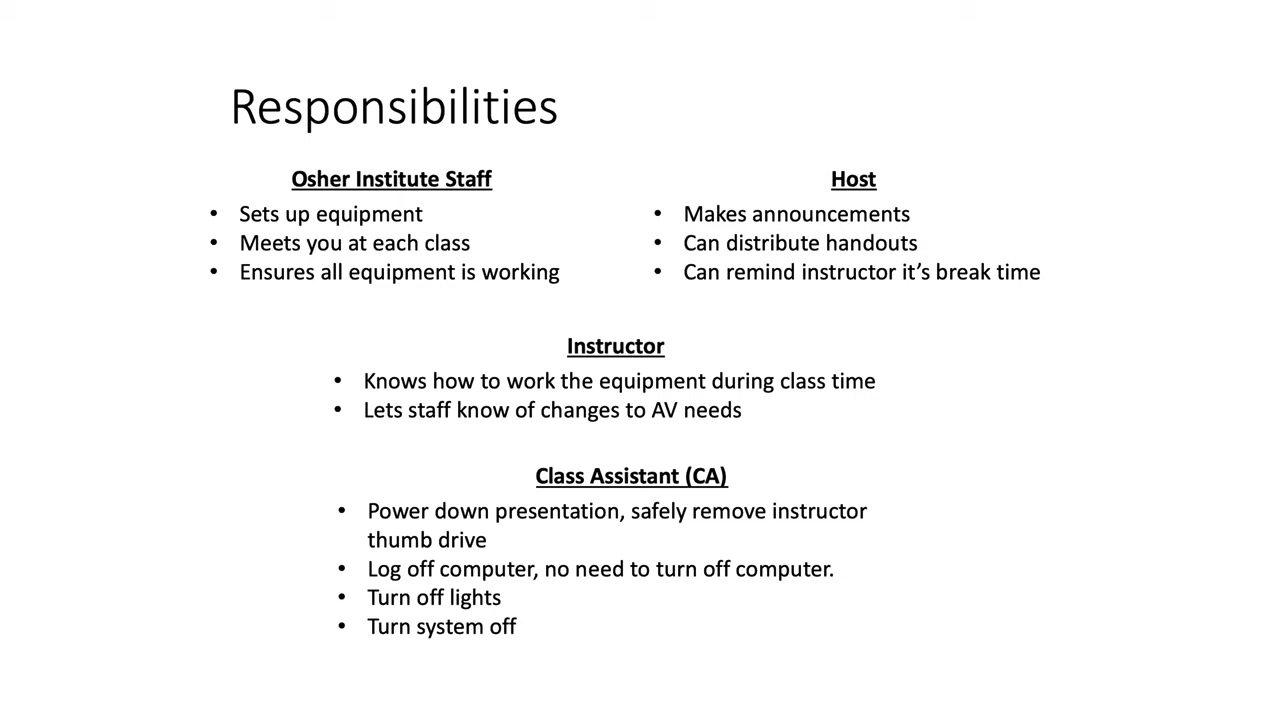 Responsibilities
Osher Institute Staff
• Sets up equipment
• Meets you at each class
• Ensures all equipment is working
Host
• Makes announcements
• Can distribute handouts
• Can remind instructor it’s break time
Instructor
• Knows how to work the equipment during class time
• Lets staff know of changes to AV needs
Class Assistant (CA)
• Power down presentation, safely remove instructor
thumb drive
• Log off computer, no need to turn off computer.
• Turn off lights
• Turn system off